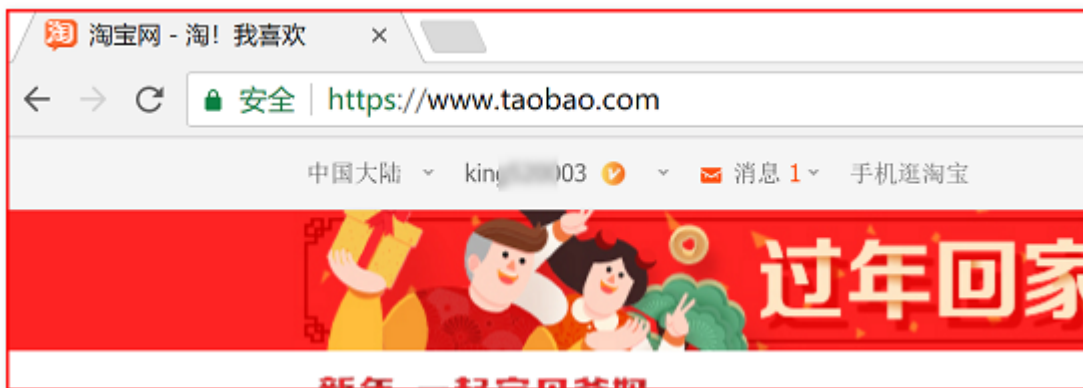 淘 淘宝网 - 淘！我喜欢
安全 https://www.taobao.com
中国大陆 消息 1 手机逛淘宝
过年回家